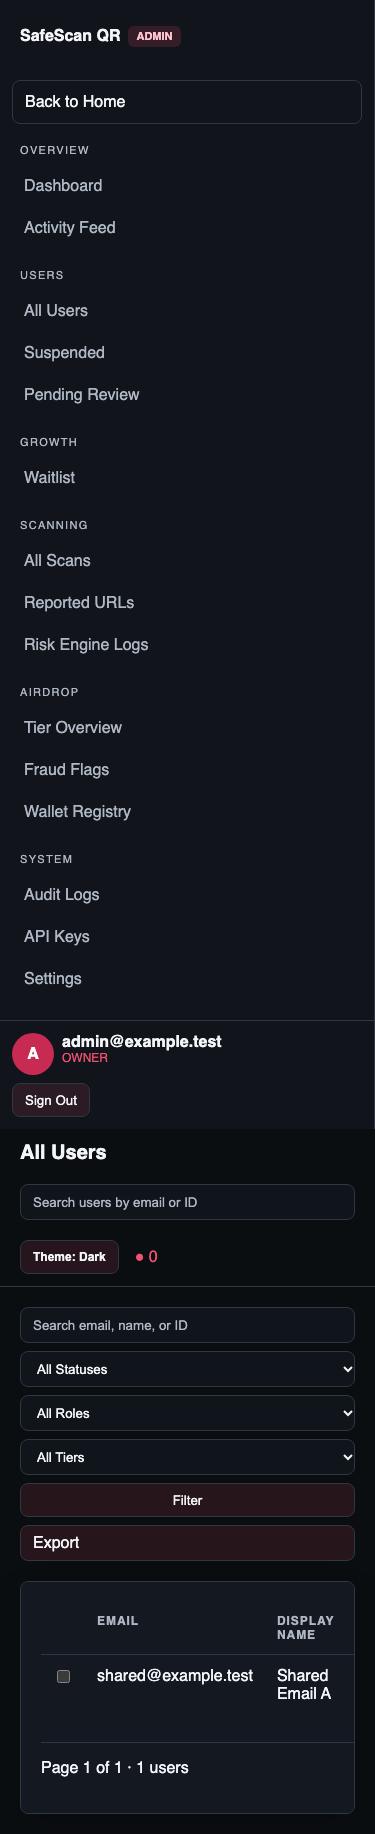 SafeScan QR ADMIN
Back to Home
OVERVIEW
Dashboard
Activity Feed
USERS
All Users
Suspended
Pending Review
GROWTH
Waitlist
SCANNING
All Scans
Reported URLs
Risk Engine Logs
AIRDROP
Tier Overview
Fraud Flags
Wallet Registry
SYSTEM
Audit Logs
API Keys
Settings
A
admin@example.test
OWNER
Sign Out
All Users
Search users by email or ID
Theme: Dark
● 0
Search email, name, or ID
All Statuses
All Roles
All Tiers
Filter
Export
EMAIL DISPLAY
NAME
shared@example.test Shared
Email A
Page 1 of 1 · 1 users